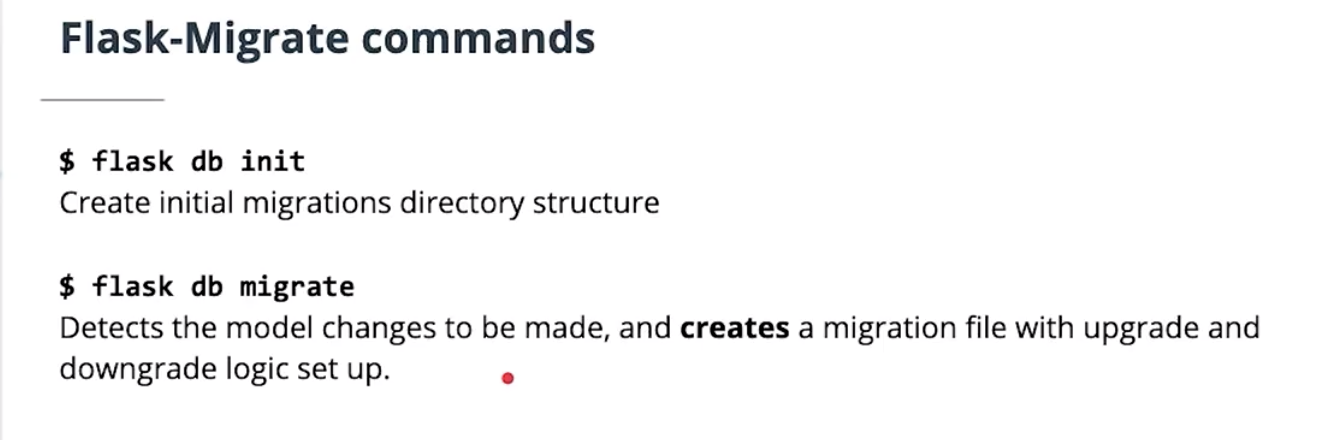 Flask-Migrate commands
$ flask db init
Create initial migrations directory structure
$ flask db migrate
Detects the model changes to be made, and creates a migration file with upgrade and
downgrade logic set up.